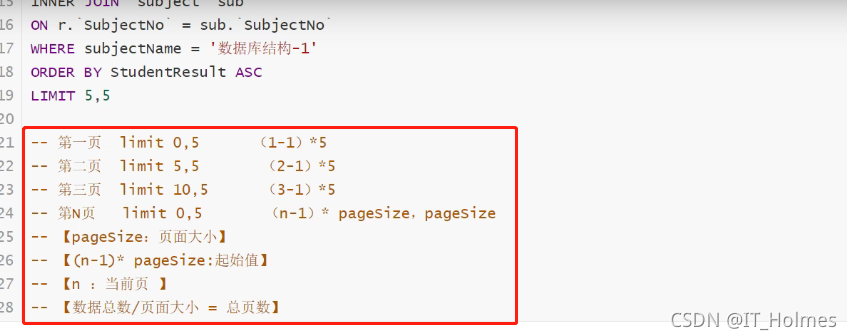 15 INNER JOIN `subject` sub
16 ON r.`SubjectNo` = sub.`SubjectNo`
17 WHERE subjectName = '数据库结构-1'
18 ORDER BY StudentResult ASC
19 LIMIT 5,5
20
21 -- 第一页 limit 0,5 （1-1）*5
22 -- 第二页 limit 5,5 （2-1）*5
23 -- 第三页 limit 10,5 （3-1）*5
24 -- 第N页 limit 0,5 （n-1）* pageSize，pageSize
25 -- 【pageSize：页面大小】
26 -- 【(n-1)* pageSize:起始值】
27 -- 【n ：当前页 】
28 -- 【数据总数/页面大小 = 总页数】
CSDN @IT_Holmes